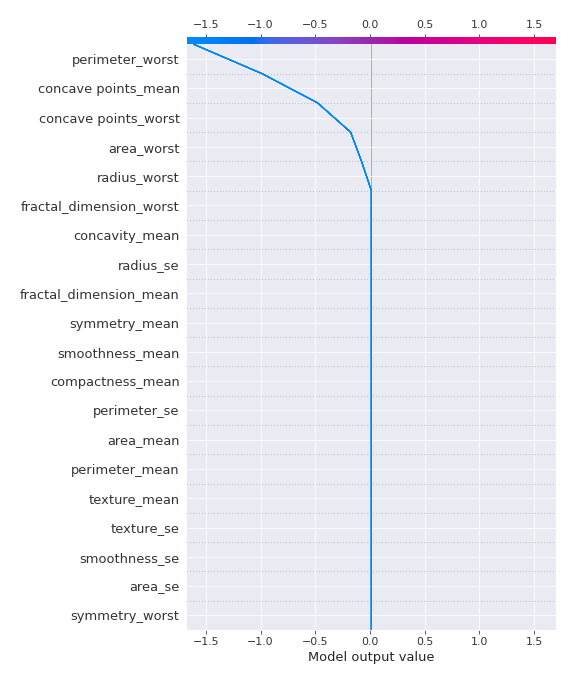 −1.5 −1.0 −0.5 0.0 0.5 1.0 1.5
perimeter_worst
concave points_mean
concave points_worst
area_worst
radius_worst
fractal_dimension_worst
concavity_mean
radius_se
fractal_dimension_mean
symmetry_mean
smoothness_mean
compactness_mean
perimeter_se
area_mean
perimeter_mean
texture_mean
texture_se
smoothness_se
area_se
symmetry_worst
−1.5 −1.0 −0.5 0.0 0.5 1.0 1.5
Model output value